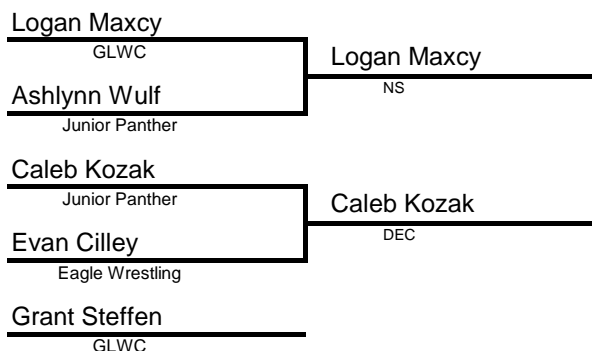 Logan Maxcy
GLWC
Logan Maxcy
NS
Ashlynn Wulf
Junior Panther
Caleb Kozak
Junior Panther
Caleb Kozak
DEC
Evan Cilley
Eagle Wrestling
Grant Steffen
GLWC